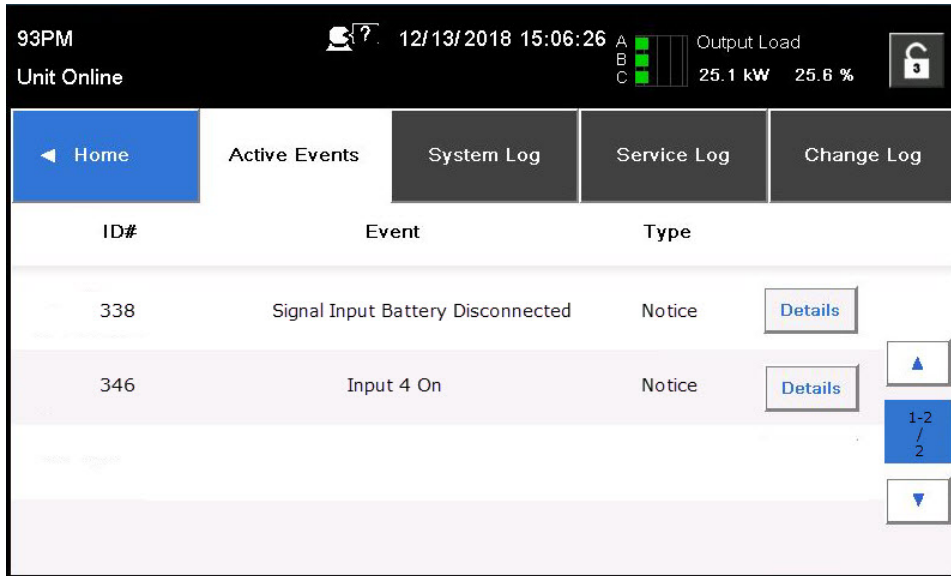 93PM
? 12/13/2018 15:06:26
A
B
C
Output Load
Unit Online
25.1 kW 25.6 %
3
◄ Home
Active Events
System Log
Service Log
Change Log
ID# Event Type
338 Signal Input Battery Disconnected Notice Details
346 Input 4 On Notice Details
▲
1-2
/
2
▼